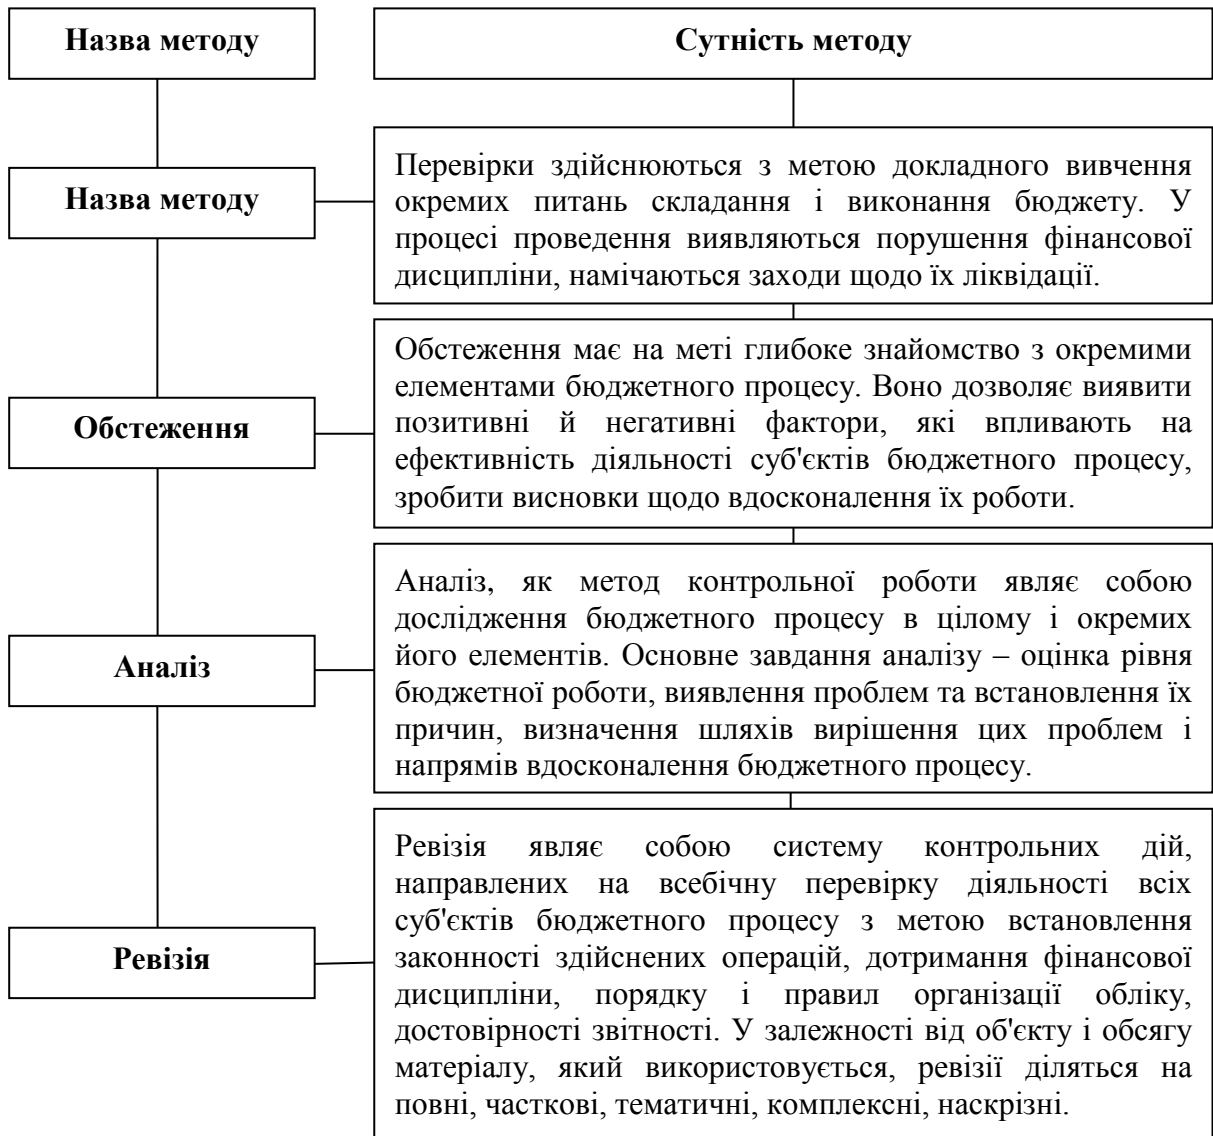 Назва методу
Сутність методу
Назва методу
Перевірки здійснюються з метою докладного вивчення
окремих питань складання і виконання бюджету. У
процесі проведення виявляються порушення фінансової
дисципліни, намічаються заходи щодо їх ліквідації.
Обстеження
Обстеження має на меті глибоке знайомство з окремими
елементами бюджетного процесу. Воно дозволяє виявити
позитивні й негативні фактори, які впливають на
ефективність діяльності суб'єктів бюджетного процесу,
зробити висновки щодо вдосконалення їх роботи.
Аналіз
Аналіз, як метод контрольної роботи являє собою
дослідження бюджетного процесу в цілому і окремих
його елементів. Основне завдання аналізу – оцінка рівня
бюджетної роботи, виявлення проблем та встановлення їх
причин, визначення шляхів вирішення цих проблем і
напрямів вдосконалення бюджетного процесу.
Ревізія
Ревізія являє собою систему контрольних дій,
направлених на всебічну перевірку діяльності всіх
суб'єктів бюджетного процесу з метою встановлення
законності здійснених операцій, дотримання фінансової
дисципліни, порядку і правил організації обліку,
достовірності звітності. У залежності від об'єкту і обсягу
матеріалу, який використовується, ревізії діляться на
повні, часткові, тематичні, комплексні, наскрізні.